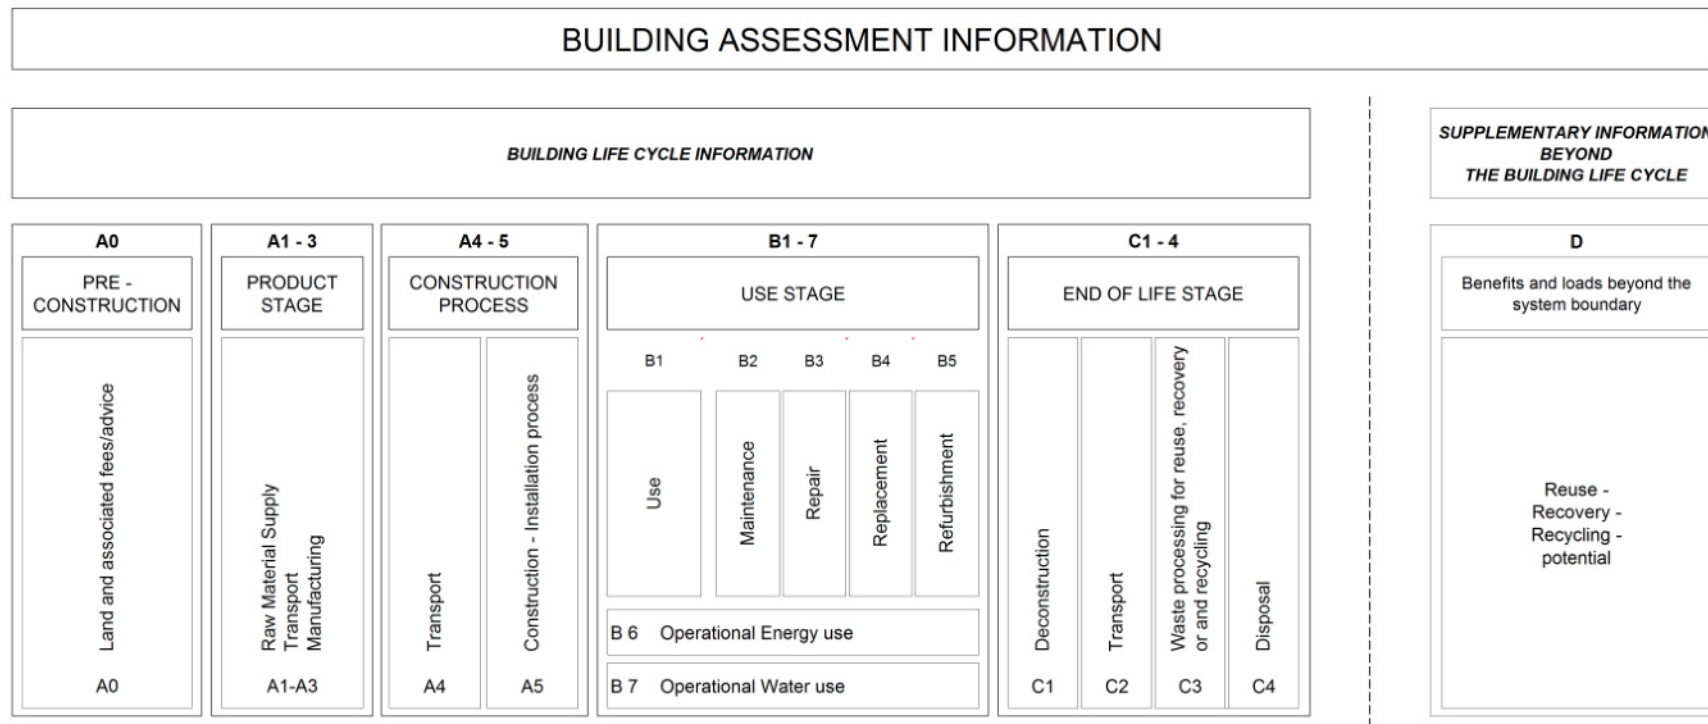 BUILDING ASSESSMENT INFORMATION
BUILDING LIFE CYCLE INFORMATION
SUPPLEMENTARY INFORMATION
BEYOND
THE BUILDING LIFE CYCLE
A0
PRE -
CONSTRUCTION
Land and associated fees/advice
A0
A1 - 3
PRODUCT
STAGE
Raw Material Supply
Transport
Manufacturing
A1-A3
A4 - 5
CONSTRUCTION
PROCESS
Transport
A4
Construction - Installation process
A5
B1 - 7
USE STAGE
B1
Use
B2
Maintenance
B3
Repair
B4
Replacement
B5
Refurbishment
B 6 Operational Energy use
B 7 Operational Water use
C1 - 4
END OF LIFE STAGE
Deconstruction
C1
Transport
C2
Waste processing for reuse, recovery
or and recycling
C3
Disposal
C4
D
Benefits and loads beyond the
system boundary
Reuse -
Recovery -
Recycling -
potential